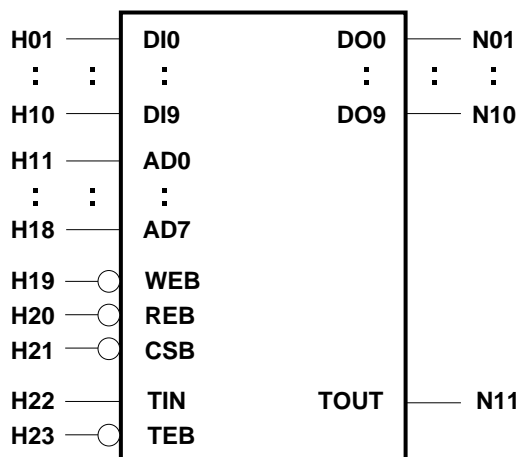 H01 DI0 DO0 N01
: : : : : :
H10 DI9 DO9 N10
H11 AD0
: : :
H18 AD7
H19 WEB
H20 REB
H21 CSB
H22 TIN TOUT N11
H23 TEB